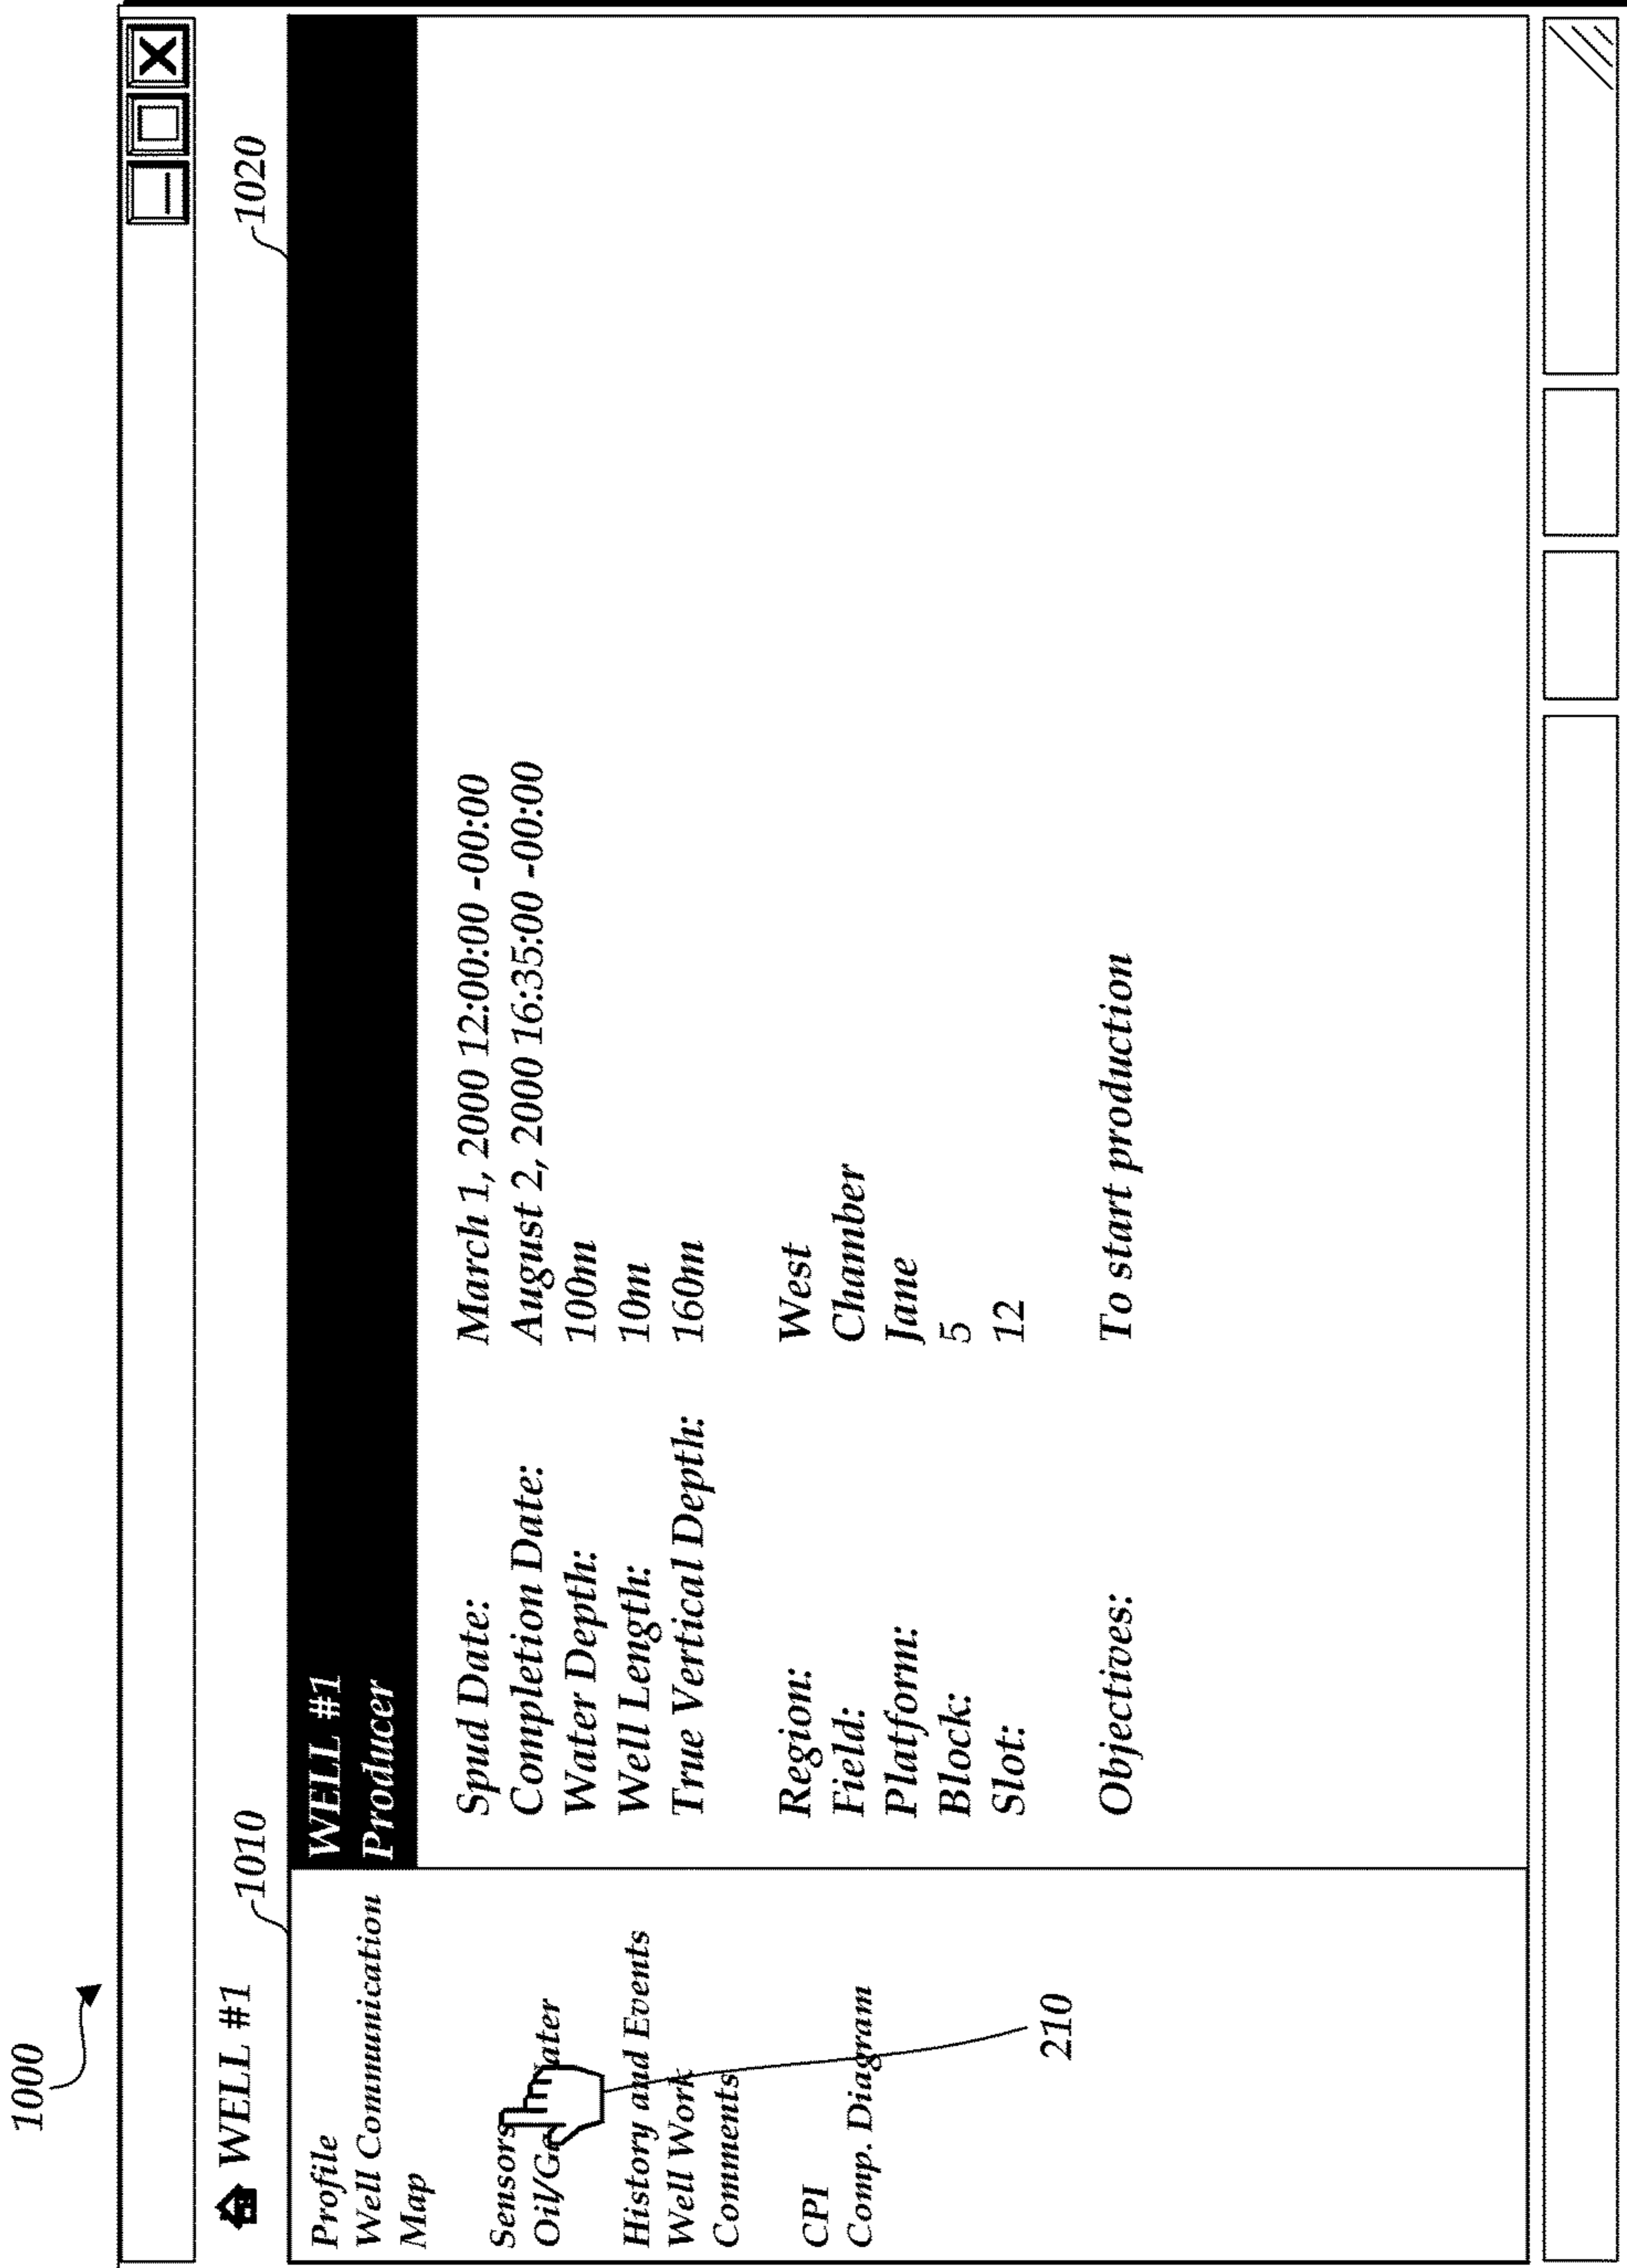 1000
WELL #1
1010
1020
Profile
Well Communication
Map
Sensors
History and Events
Well Work
Comments
CPI
Comp. Diagram
210
WELL #1
Producer
Spud Date: March 1, 2000 12:00:00 -00:00
Completion Date: August 2, 2000 16:35:00 -00:00
Water Depth: 100m
Well Length: 10m
True Vertical Depth: 160m
Region: West
Field: Chamber
Platform: Jane
Block: 5
Slot: 12
Objectives: To start production